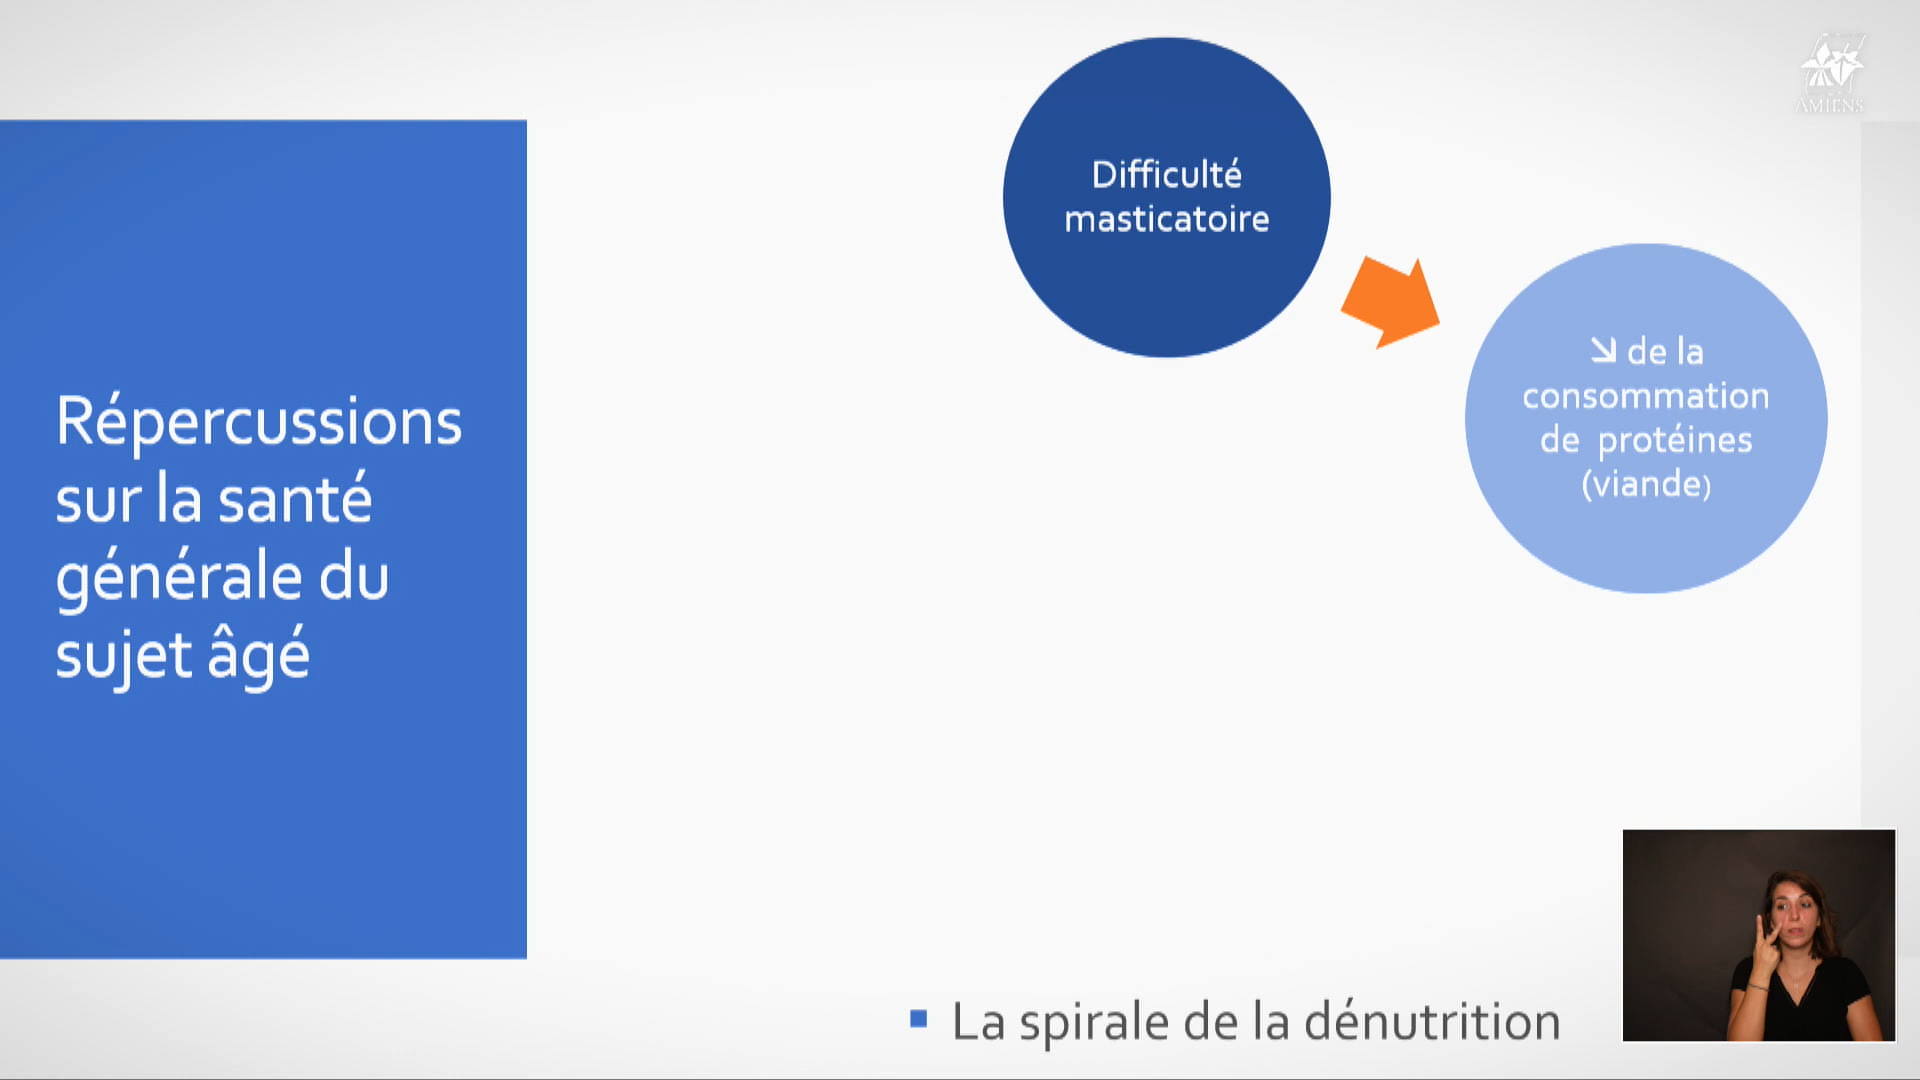 Répercussions
sur la santé
générale du
sujet âgé
Difficulté
masticatoire
↘ de la
consommation
de protéines
(viande)
▪ La spirale de la dénutrition
AMIENS